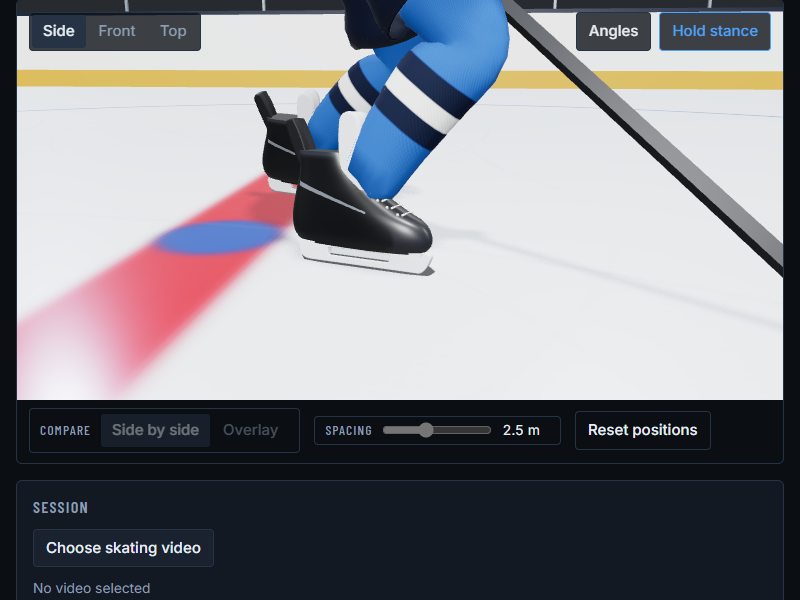 Side Front Top Angles Hold stance
COMPARE Side by side Overlay SPACING 2.5 m Reset positions
SESSION
Choose skating video
No video selected